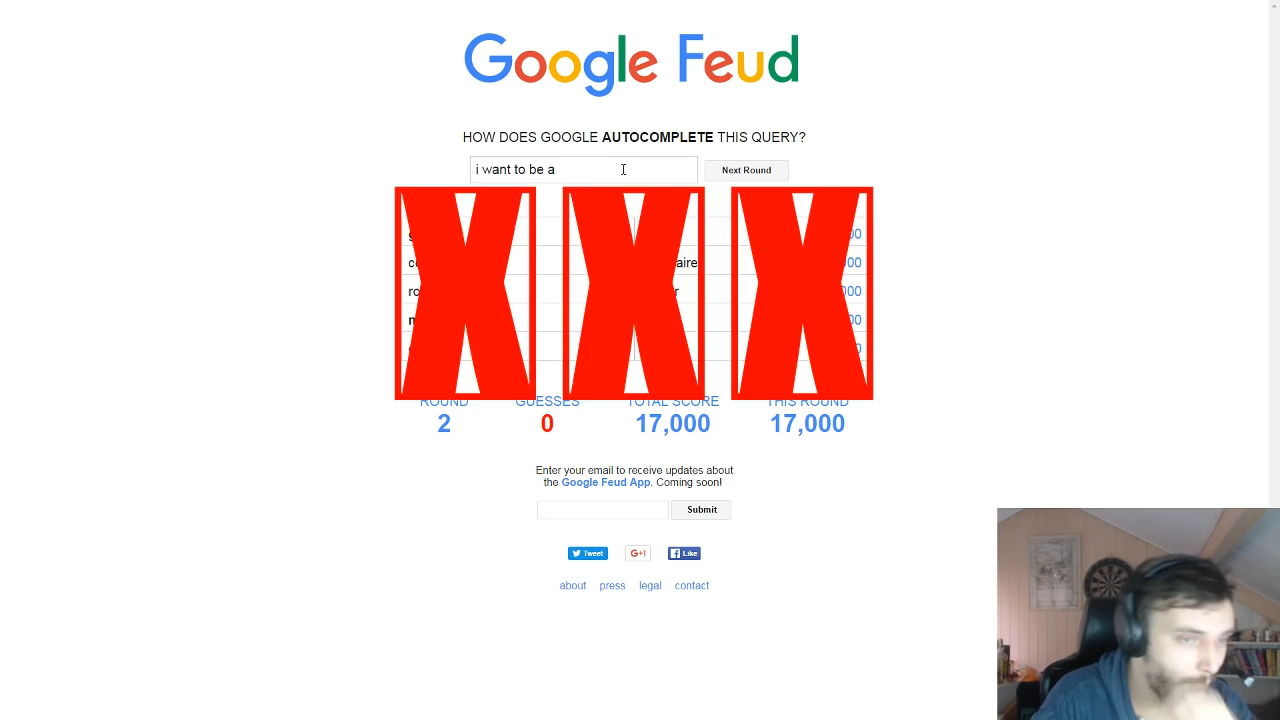 Google Feud
HOW DOES GOOGLE AUTOCOMPLETE THIS QUERY?
i want to be a
Next Round
X X X
ROUND GUESSES TOTAL SCORE THIS ROUND
2 0 17,000 17,000
Enter your email to receive updates about
the Google Feud App. Coming soon!
Submit
Tweet G+1 Like
about press legal contact